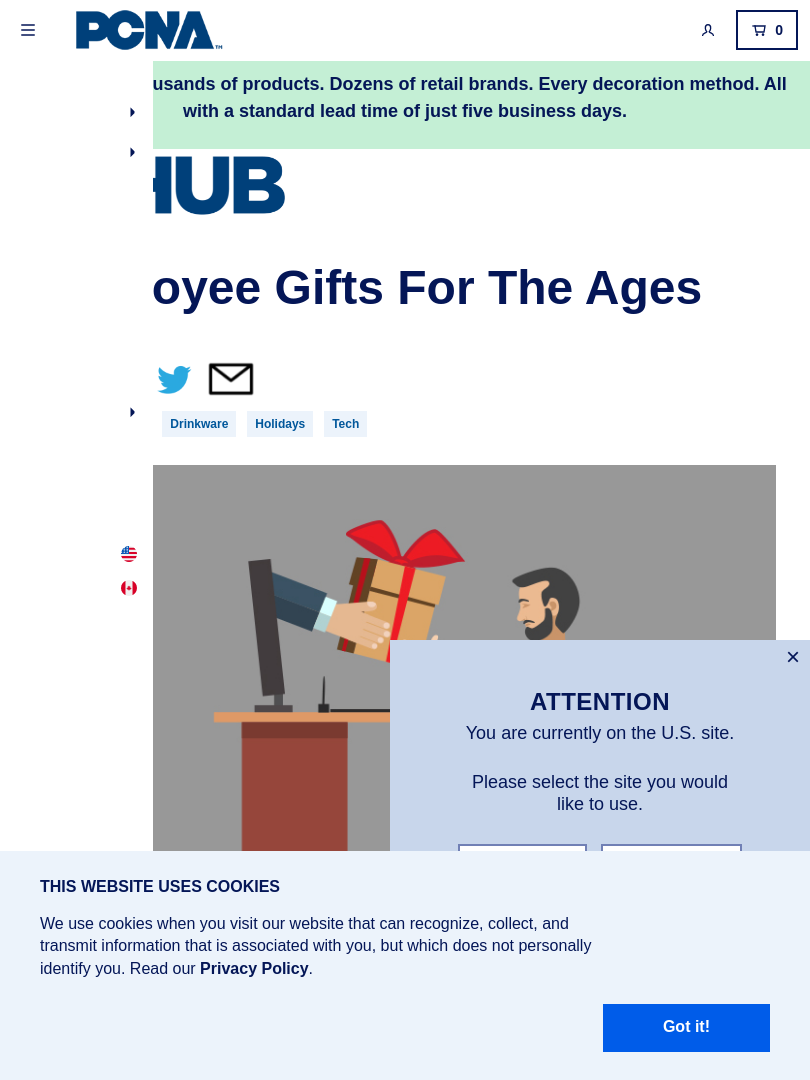 PCNA™
0
usands of products. Dozens of retail brands. Every decoration method. All
with a standard lead time of just five business days.
HUB
oyee Gifts For The Ages
Drinkware Holidays Tech
ATTENTION
You are currently on the U.S. site.
Please select the site you would
like to use.
THIS WEBSITE USES COOKIES
We use cookies when you visit our website that can recognize, collect, and
transmit information that is associated with you, but which does not personally
identify you. Read our Privacy Policy.
Got it!